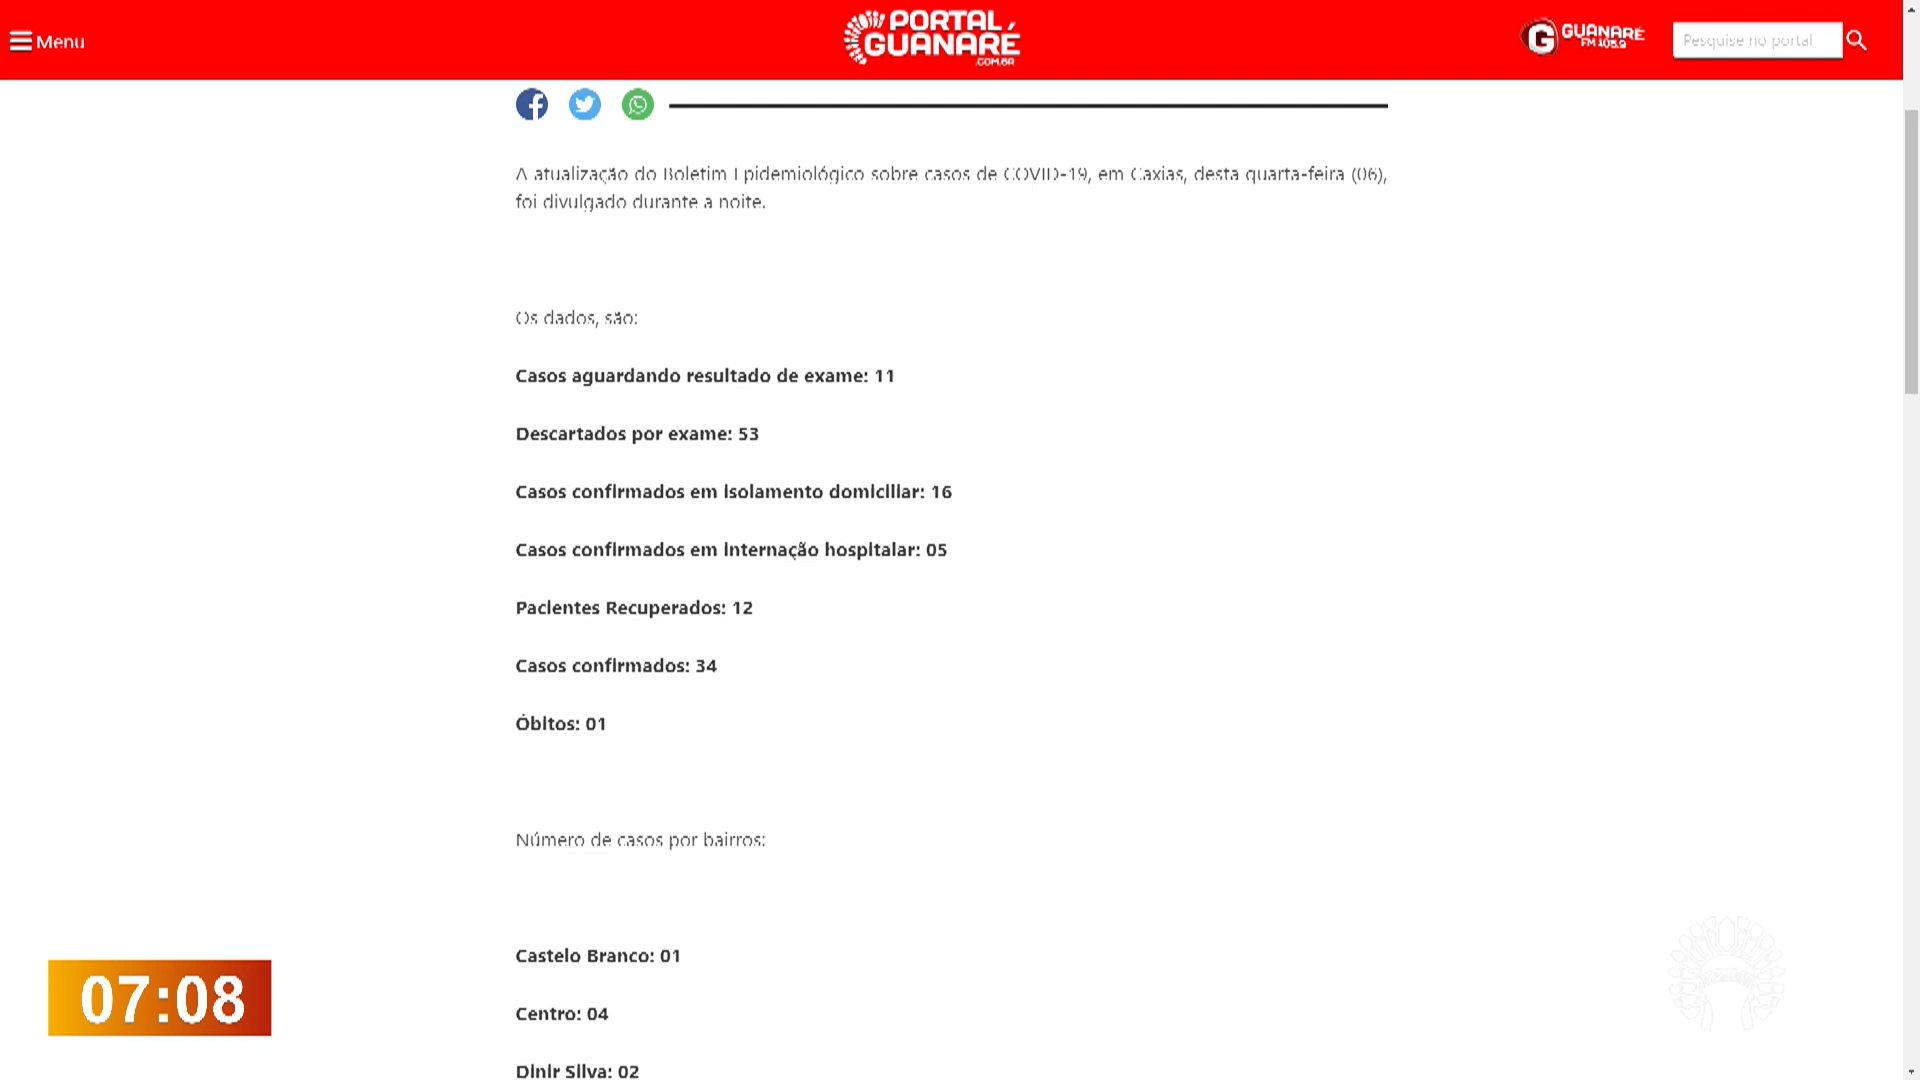 Menu
PORTAL
GUANARÉ
.COM.BR
GUANARÉ
FM 105.9
Pesquise no portal
A atualização do Boletim Epidemiológico sobre casos de COVID-19, em Caxias, desta quarta-feira (06),
foi divulgado durante a noite.
Os dados, são:
Casos aguardando resultado de exame: 11
Descartados por exame: 53
Casos confirmados em isolamento domiciliar: 16
Casos confirmados em internação hospitalar: 05
Pacientes Recuperados: 12
Casos confirmados: 34
Óbitos: 01
Número de casos por bairros:
Castelo Branco: 01
Centro: 04
Dinir Silva: 02
07:08